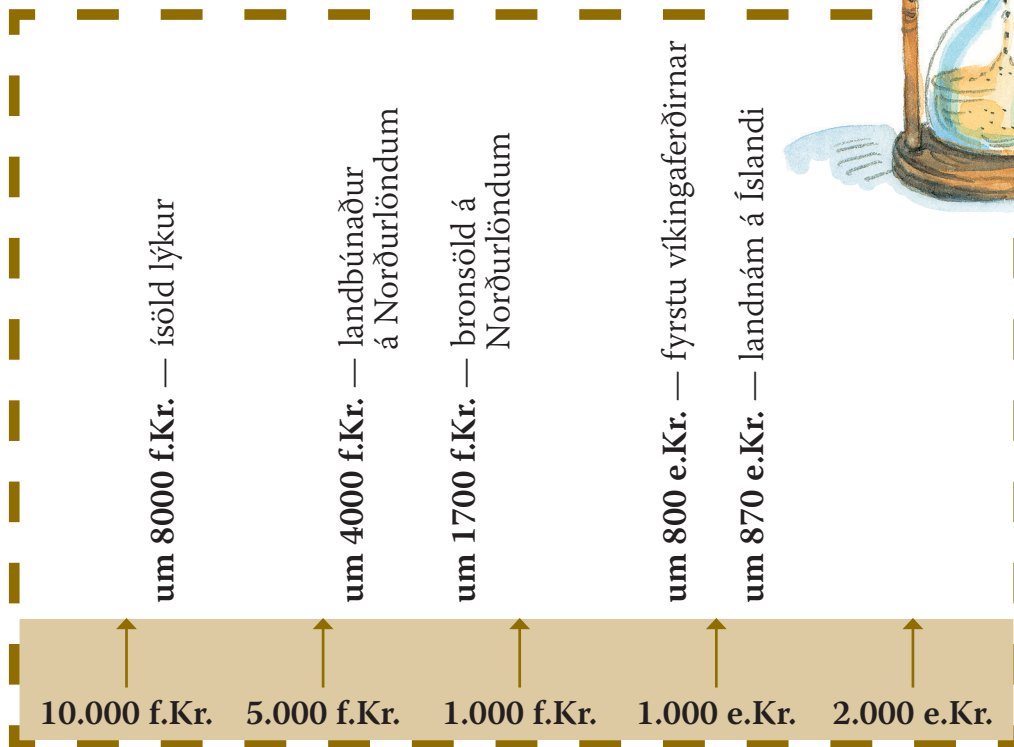 um 8000 f.Kr. — ísöld lýkur
um 4000 f.Kr. — landbúnaður
á Norðurlöndum
um 1700 f.Kr. — bronsöld á
Norðurlöndum
um 800 e.Kr. — fyrstu víkingaferðirnar
um 870 e.Kr. — landnám á Íslandi
10.000 f.Kr.
5.000 f.Kr.
1.000 f.Kr.
1.000 e.Kr.
2.000 e.Kr.